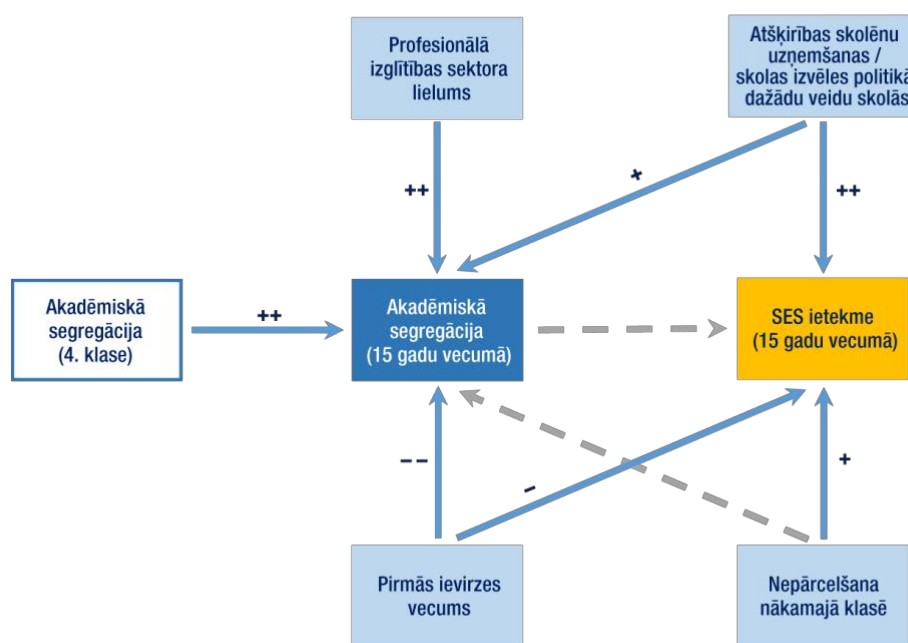 Profesionālā
izglītības sektora
lielums
Atšķirības skolēnu
uzņemšanas /
skolas izvēles politikā
dažādu veidu skolās
++
+
++
Akadēmiskā
segregācija
(4. klase)
++
Akadēmiskā
segregācija
(15 gadu vecumā)
SES ietekme
(15 gadu vecumā)
– –
–
+
Pirmās ievirzes
vecums
Nepārcelšana
nākamajā klasē